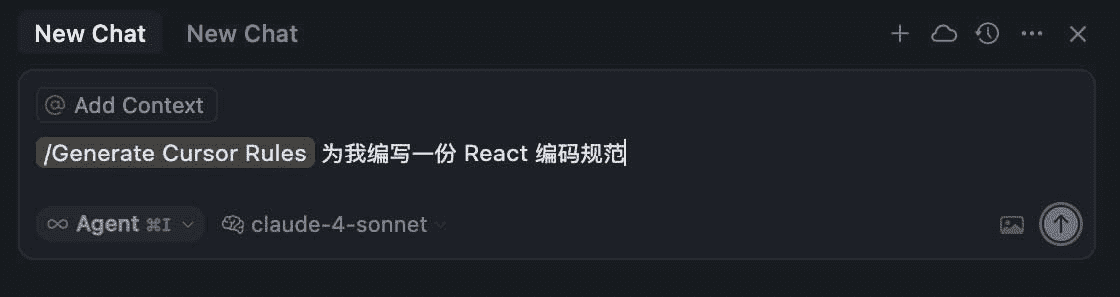 New Chat New Chat
@ Add Context
/Generate Cursor Rules 为我编写一份 React 编码规范
∞ Agent ⌘I claude-4-sonnet